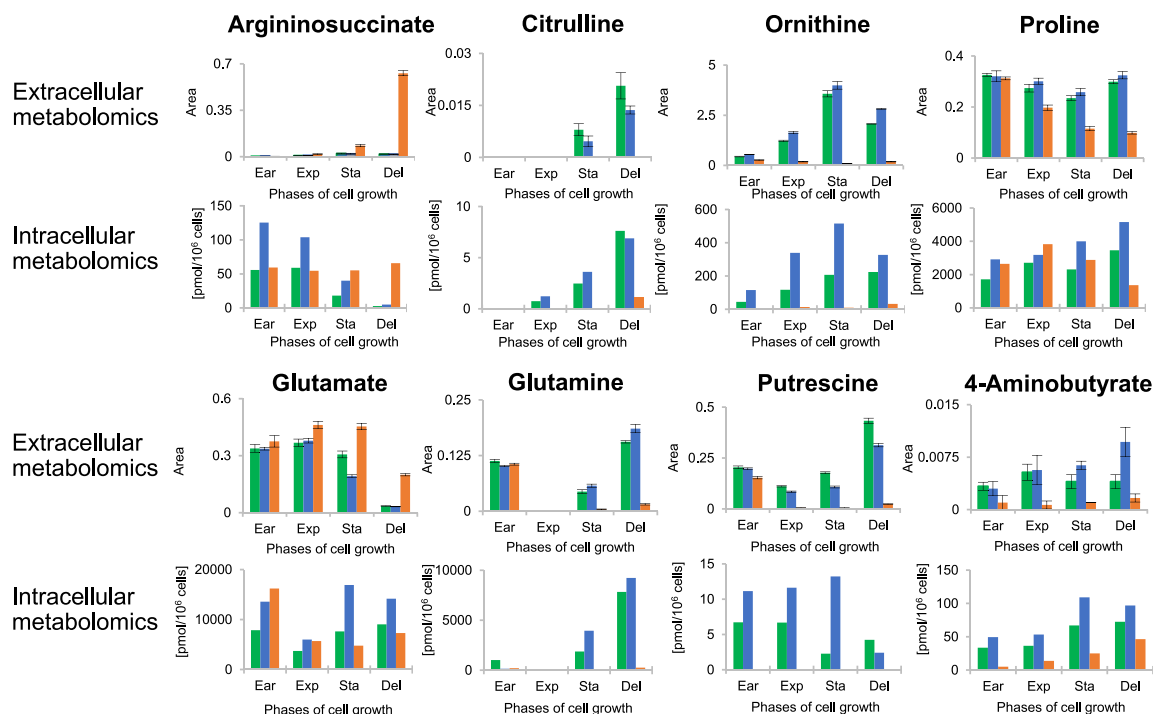 Argininosuccinate Citrulline Ornithine Proline
Extracellular
metabolomics
Area
0.7
0.35
0
Ear Exp Sta Del
Phases of cell growth
Area
0.03
0.015
0
Ear Exp Sta Del
Phases of cell growth
Area
5
2.5
0
Ear Exp Sta Del
Phases of cell growth
Area
0.4
0.2
0
Ear Exp Sta Del
Phases of cell growth
Intracellular
metabolomics
[pmol/10⁶ cells]
150
100
50
0
Ear Exp Sta Del
Phases of cell growth
[pmol/10⁶ cells]
10
5
0
Ear Exp Sta Del
Phases of cell growth
[pmol/10⁶ cells]
600
400
200
0
Ear Exp Sta Del
Phases of cell growth
[pmol/10⁶ cells]
6000
4000
2000
0
Ear Exp Sta Del
Phases of cell growth
Glutamate Glutamine Putrescine 4-Aminobutyrate
Extracellular
metabolomics
Area
0.6
0.3
0
Ear Exp Sta Del
Phases of cell growth
Area
0.25
0.125
0
Ear Exp Sta Del
Phases of cell growth
Area
0.5
0.25
0
Ear Exp Sta Del
Phases of cell growth
Area
0.015
0.0075
0
Ear Exp Sta Del
Phases of cell growth
Intracellular
metabolomics
[pmol/10⁶ cells]
20000
10000
0
Ear Exp Sta Del
Phases of cell growth
[pmol/10⁶ cells]
10000
5000
0
Ear Exp Sta Del
Phases of cell growth
[pmol/10⁶ cells]
15
10
5
0
Ear Exp Sta Del
Phases of cell growth
[pmol/10⁶ cells]
150
100
50
0
Ear Exp Sta Del
Phases of cell growth